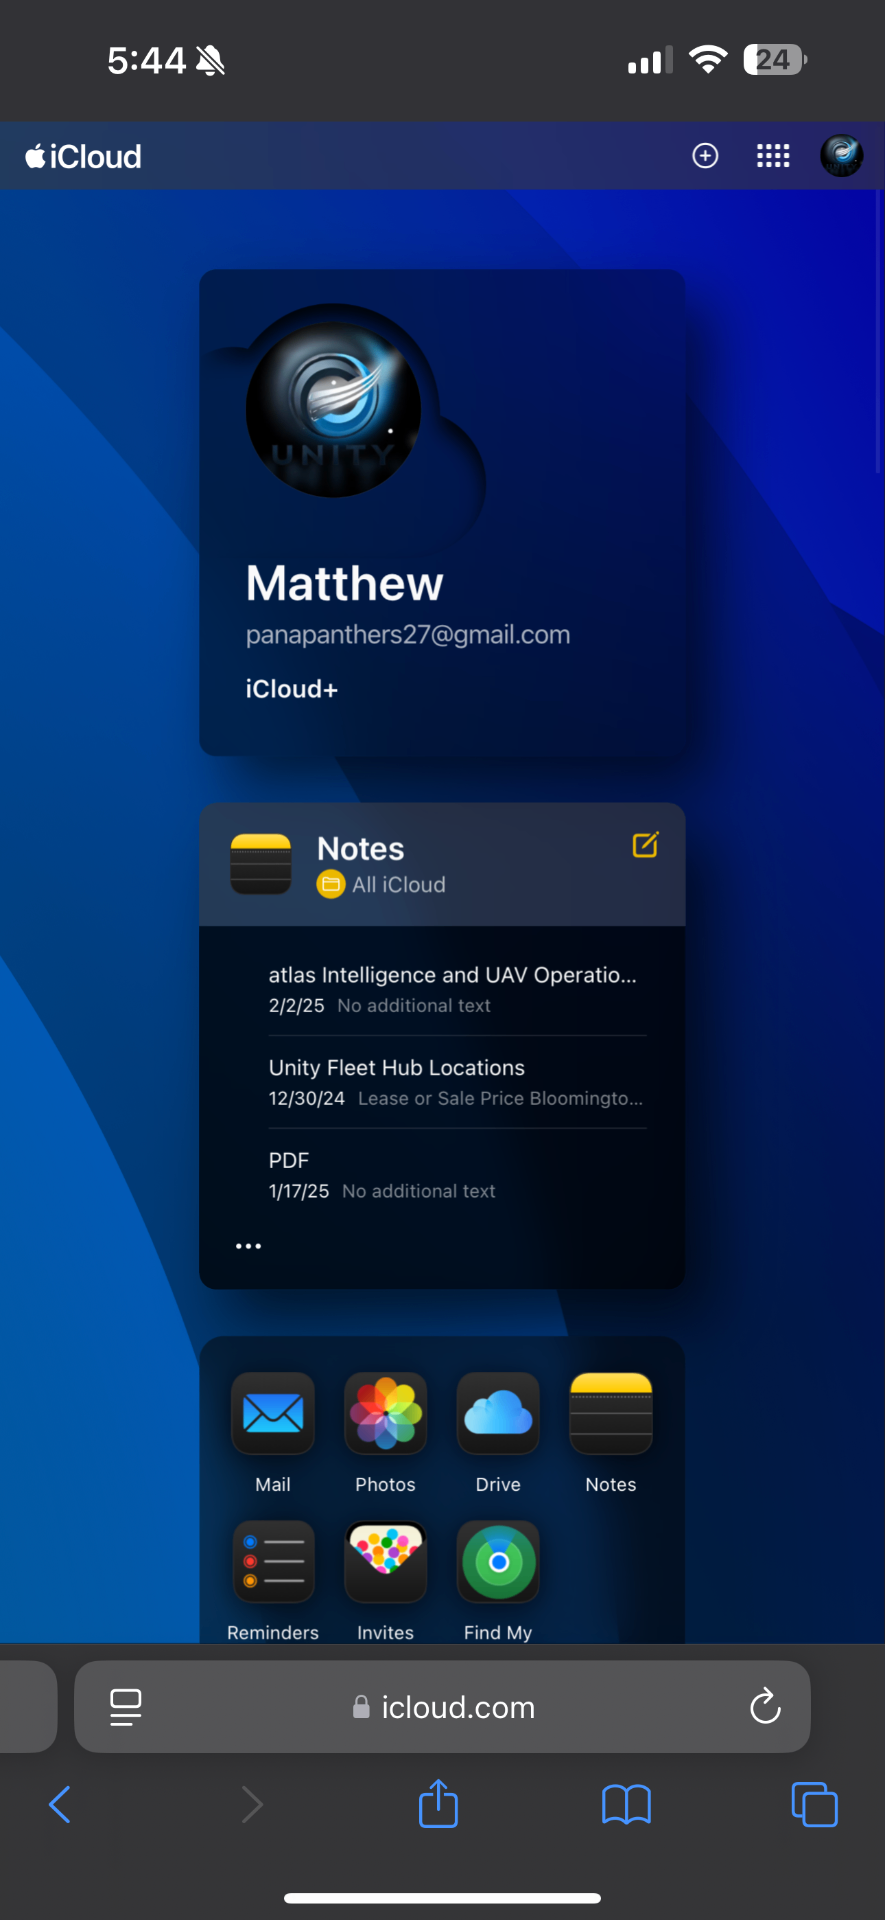 5:44
24
iCloud
UNITY
Matthew
panapanthers27@gmail.com
iCloud+
Notes
All iCloud
atlas Intelligence and UAV Operatio...
2/2/25 No additional text
Unity Fleet Hub Locations
12/30/24 Lease or Sale Price Bloomingto...
PDF
1/17/25 No additional text
Mail
Photos
Drive
Notes
Reminders
Invites
Find My
icloud.com